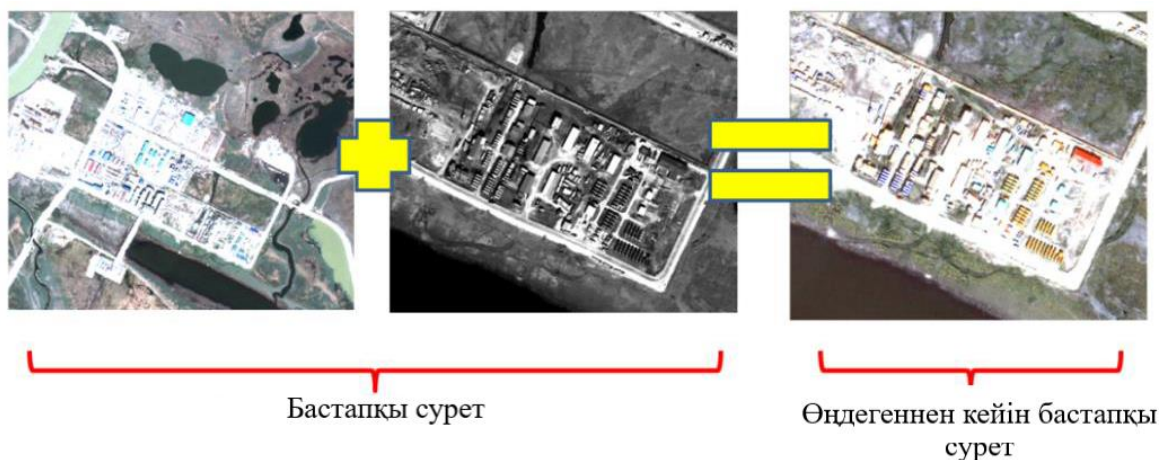 Бастапқы сурет
Өңдегеннен кейін бастапқы
сурет